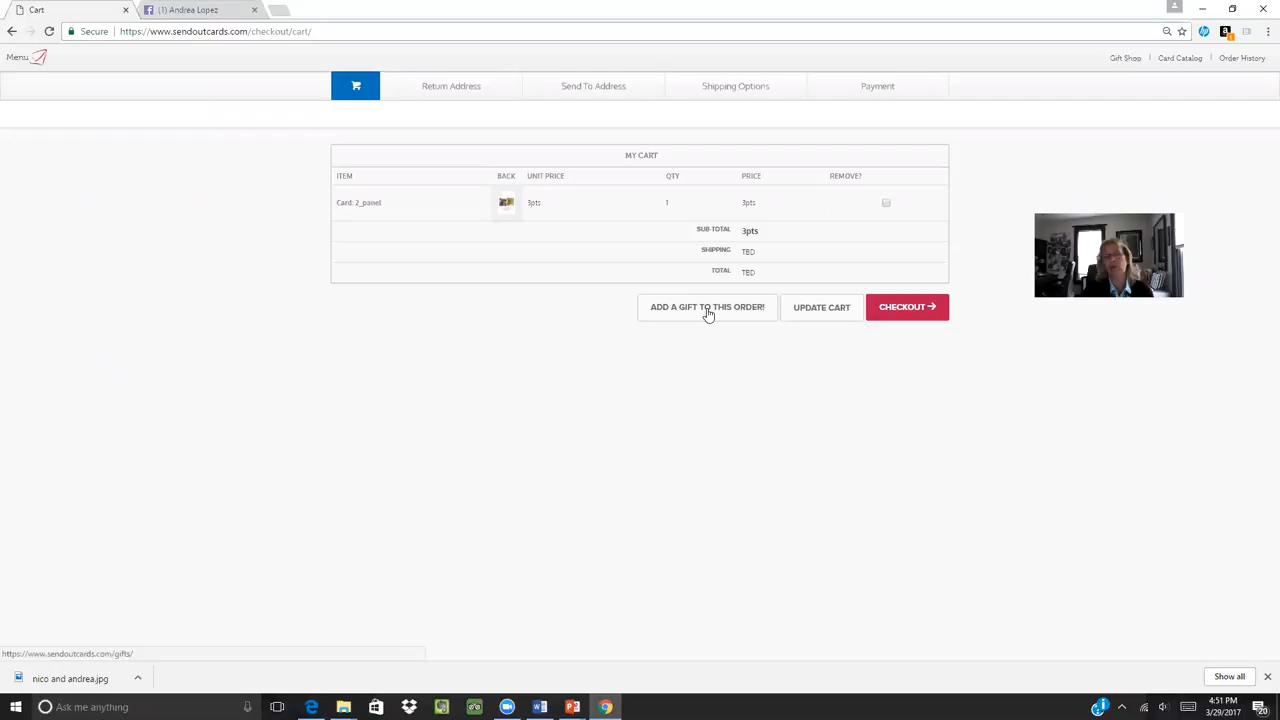 Cart
(1) Andrea Lopez
Secure https://www.sendoutcards.com/checkout/cart/
Menu
Gift Shop Card Catalog Order History
Return Address Send To Address Shipping Options Payment
MY CART
ITEM BACK UNIT PRICE QTY PRICE REMOVE?
Card: 2_panel 3pts 1 3pts
SUB-TOTAL 3pts
SHIPPING TBD
TOTAL TBD
ADD A GIFT TO THIS ORDER! UPDATE CART CHECKOUT
https://www.sendoutcards.com/gifts/
nico and andrea.jpg Show all
Ask me anything
4:51 PM
3/29/2017
20